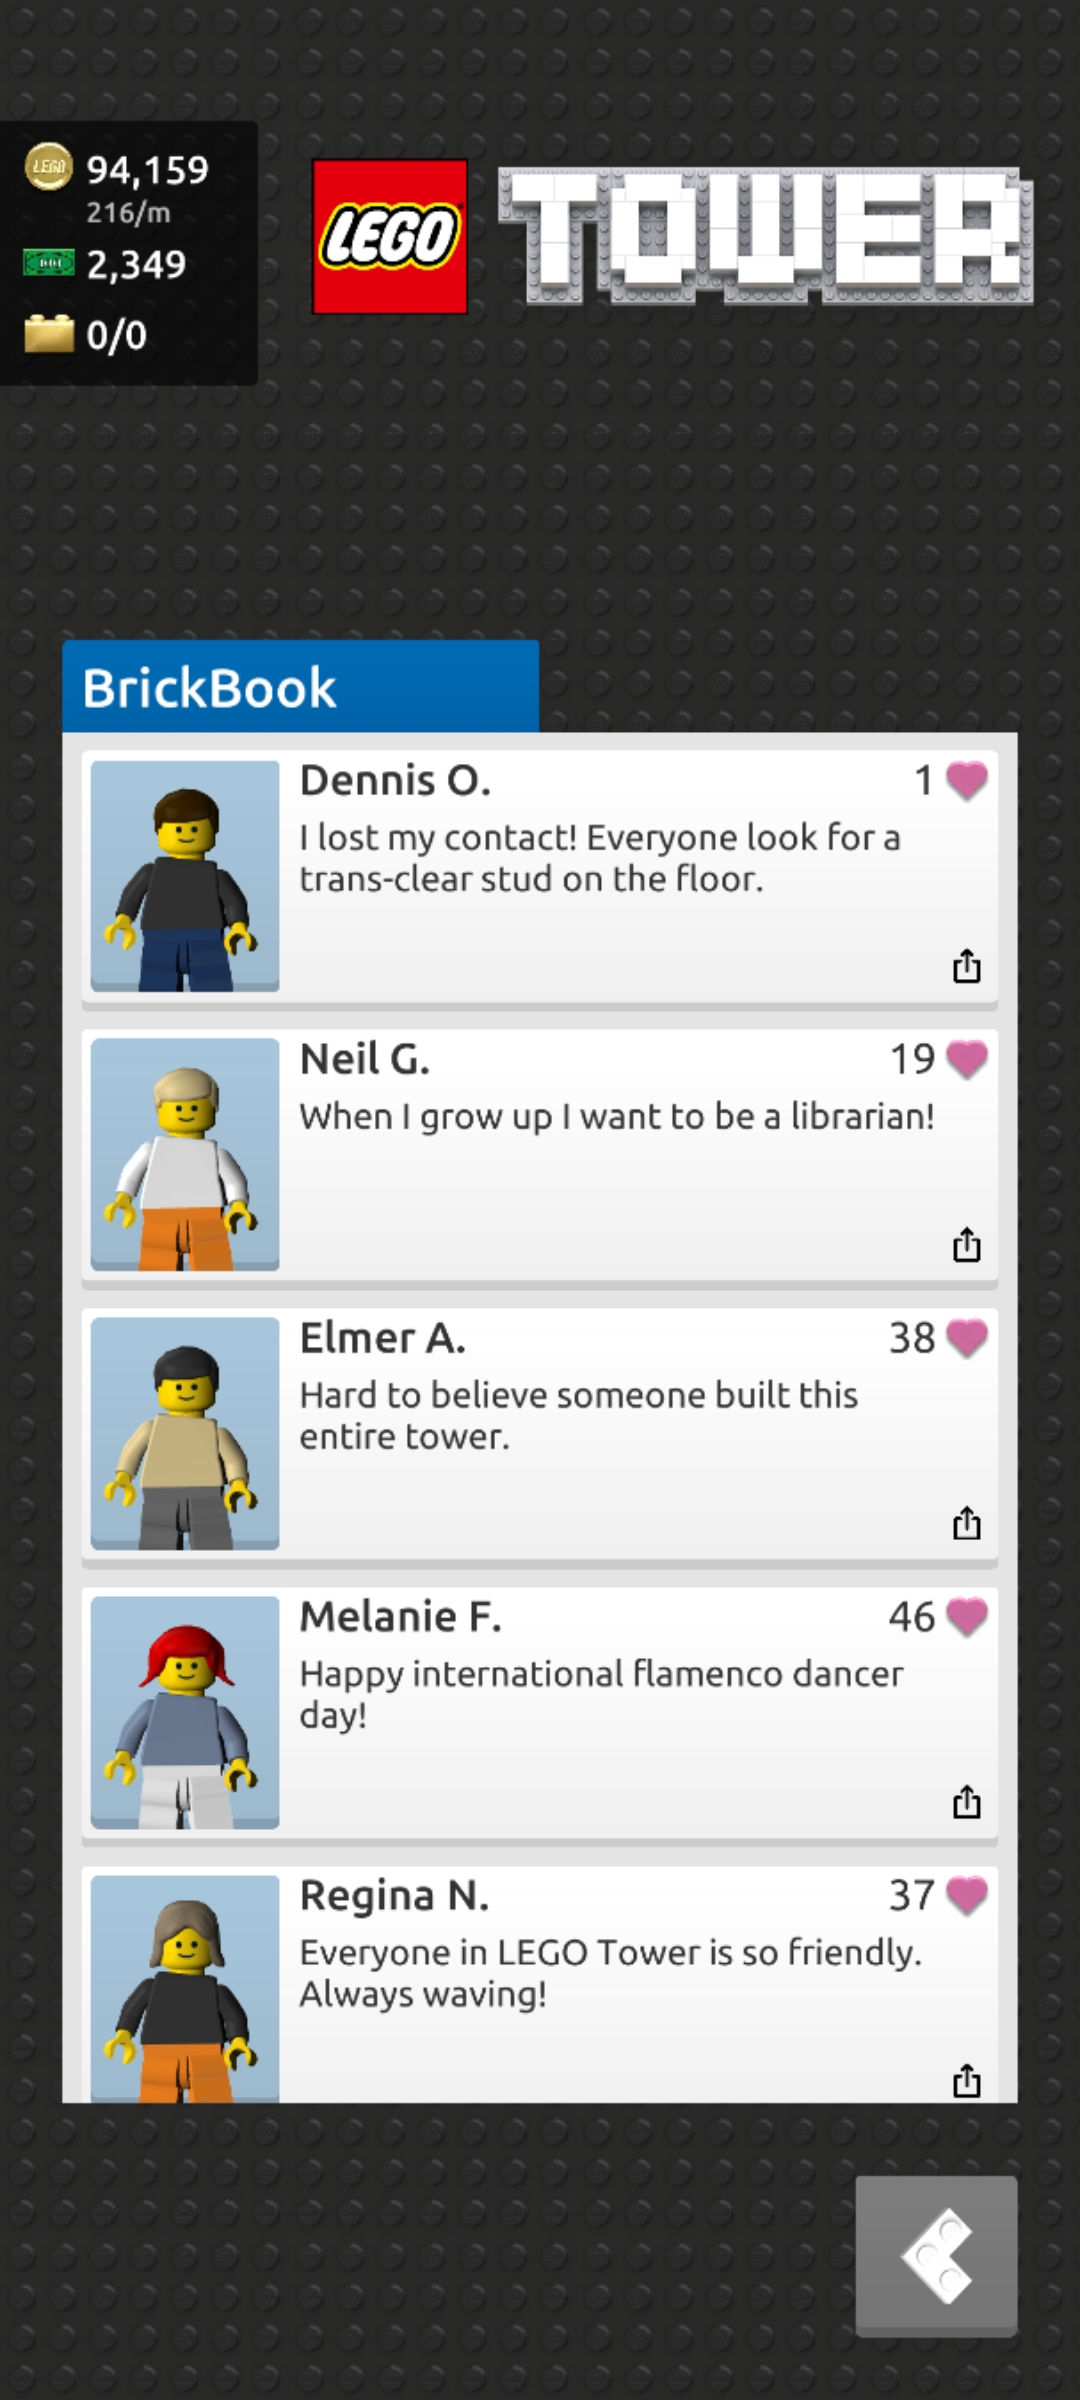 LEGO
94,159
216/m
2,349
0/0
LEGO
TOWER
BrickBook
Dennis O.
1
I lost my contact! Everyone look for a
trans-clear stud on the floor.
Neil G.
19
When I grow up I want to be a librarian!
Elmer A.
38
Hard to believe someone built this
entire tower.
Melanie F.
46
Happy international flamenco dancer
day!
Regina N.
37
Everyone in LEGO Tower is so friendly.
Always waving!